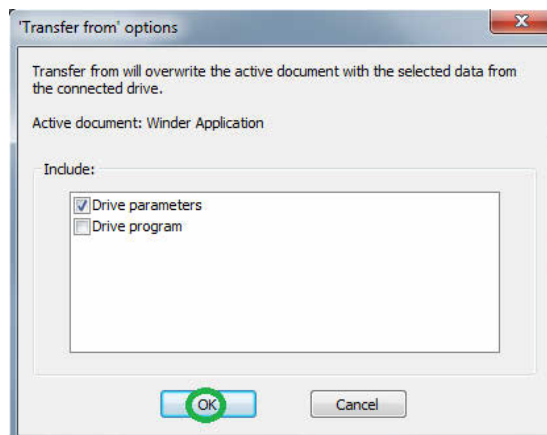 'Transfer from' options
Transfer from will overwrite the active document with the selected data from
the connected drive.
Active document: Winder Application
Include:
Drive parameters
Drive program
OK
Cancel